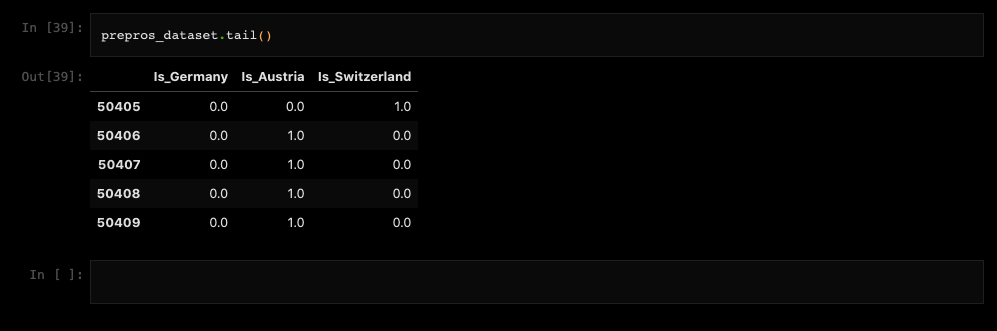 In [39]: prepros_dataset.tail()
Out[39]: Is_Germany Is_Austria Is_Switzerland
50405 0.0 0.0 1.0
50406 0.0 1.0 0.0
50407 0.0 1.0 0.0
50408 0.0 1.0 0.0
50409 0.0 1.0 0.0
In [ ]: